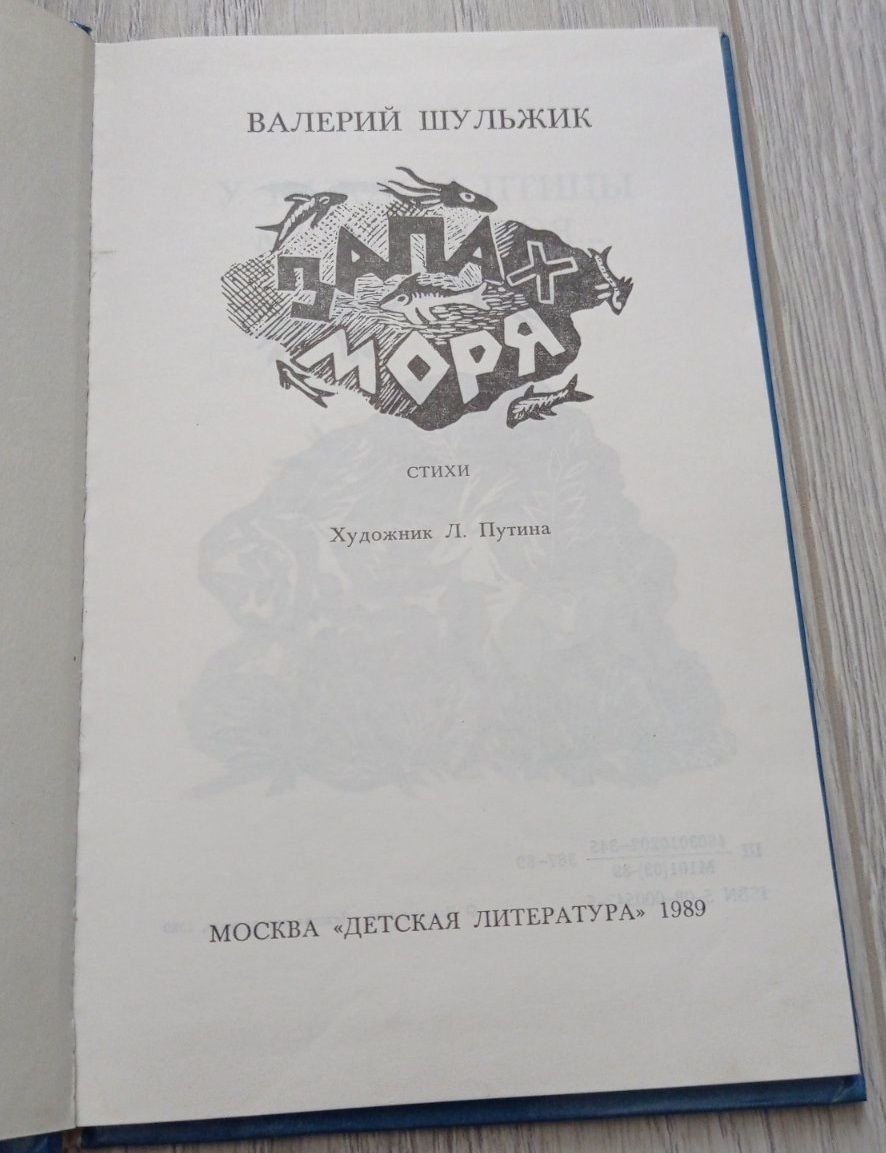 ВАЛЕРИЙ ШУЛЬЖИК
ЗАПАХ
МОРЯ
СТИХИ
Художник Л. Путина
МОСКВА «ДЕТСКАЯ ЛИТЕРАТУРА» 1989